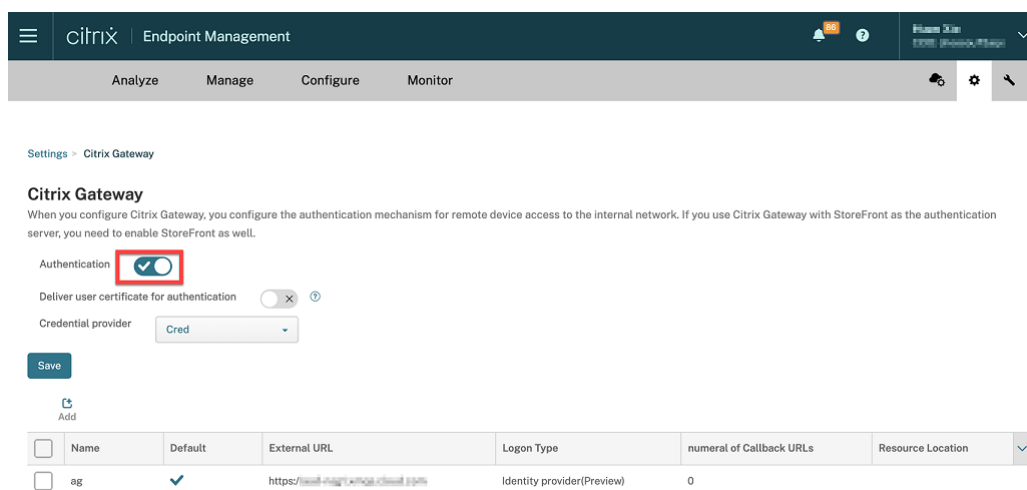 citrix Endpoint Management 86
Analyze Manage Configure Monitor
Settings > Citrix Gateway
Citrix Gateway
When you configure Citrix Gateway, you configure the authentication mechanism for remote device access to the internal network. If you use Citrix Gateway with StoreFront as the authentication
server, you need to enable StoreFront as well.
Authentication
Deliver user certificate for authentication
Credential provider Cred
Save
Add
Name Default External URL Logon Type numeral of Callback URLs Resource Location
ag https:/ Identity provider(Preview) 0